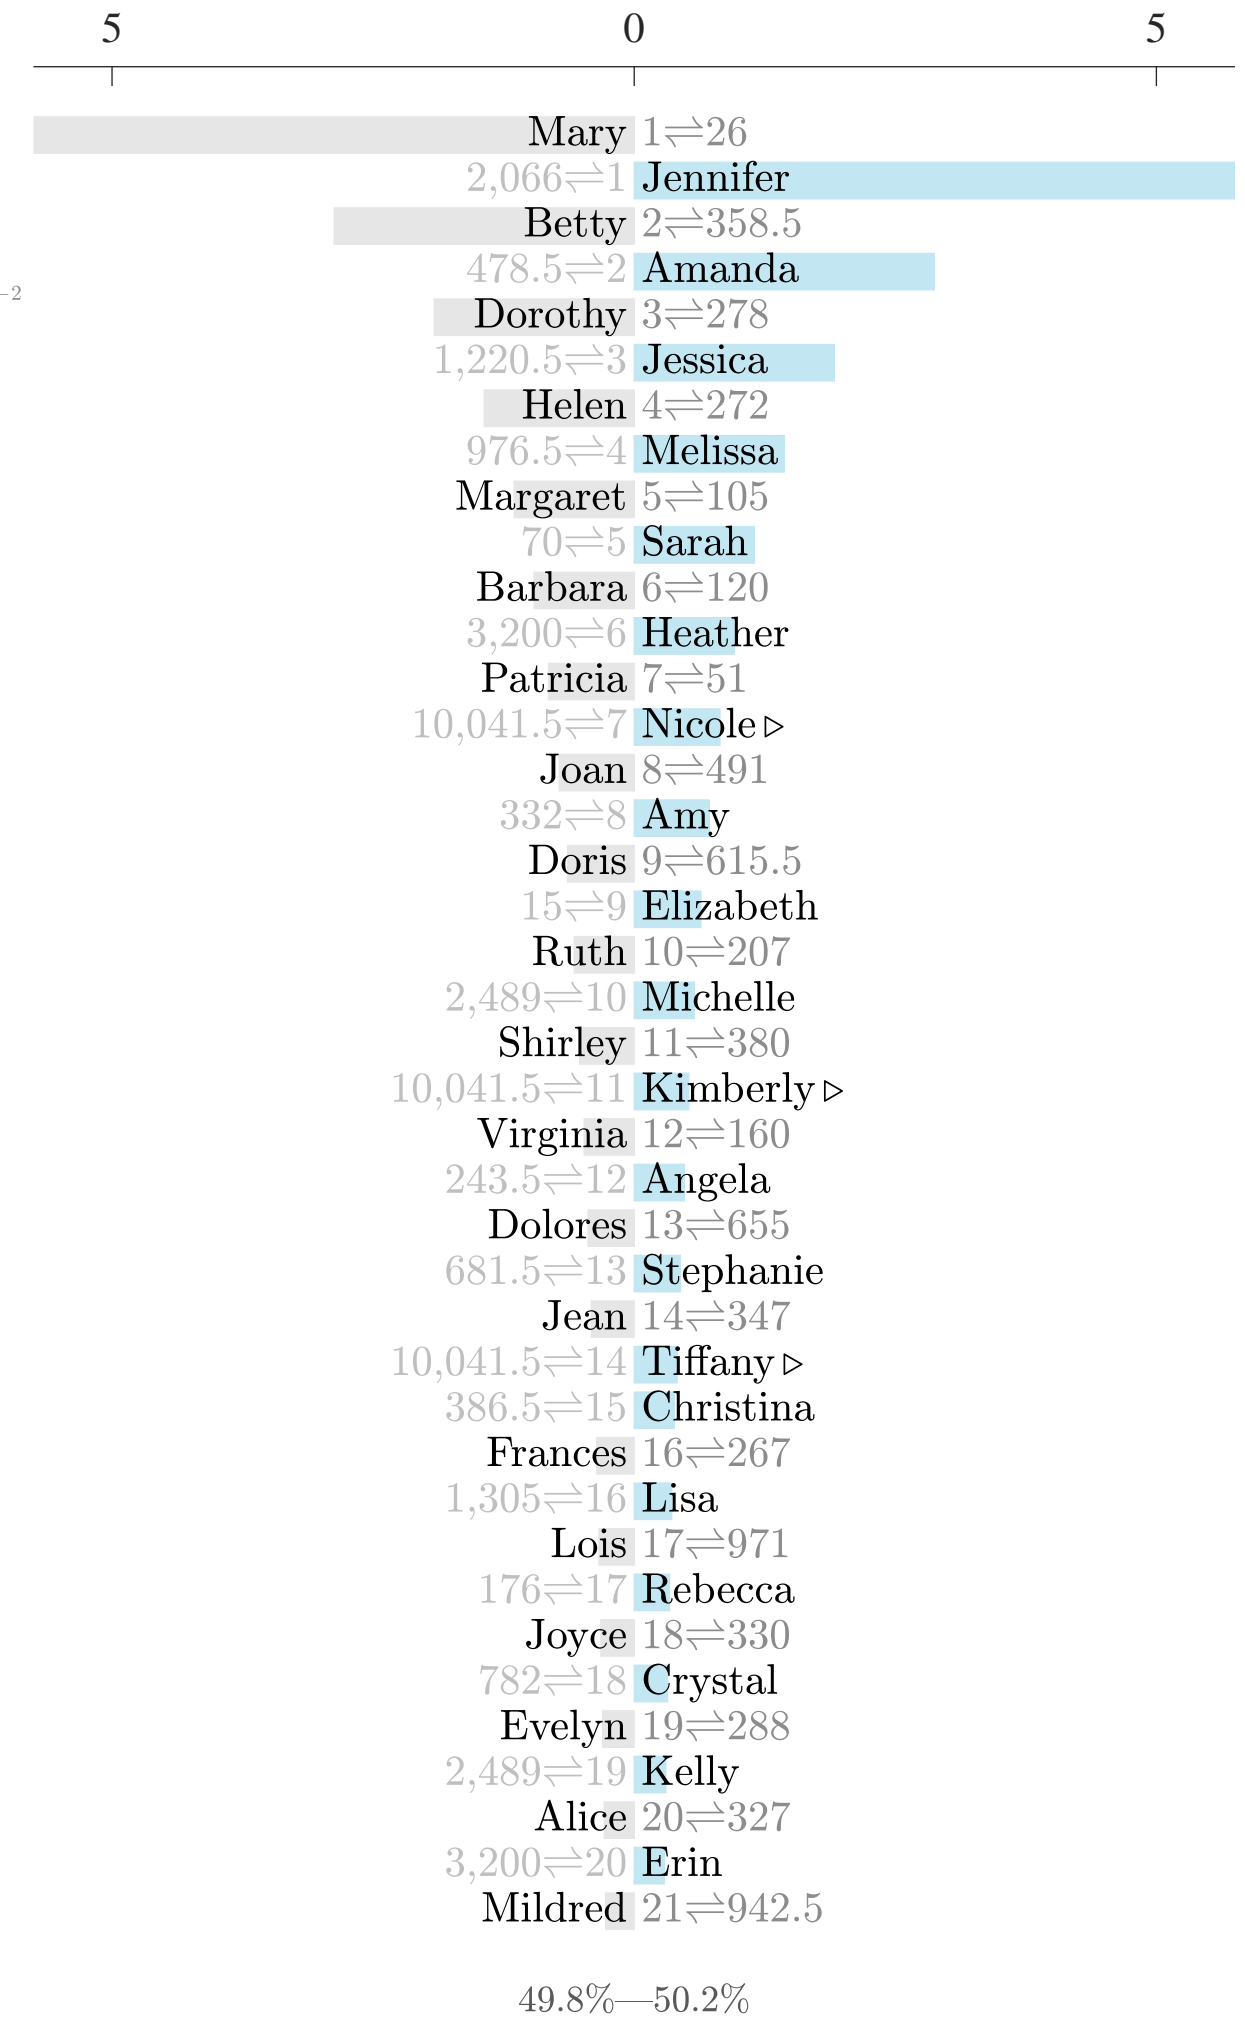 5 0 5
Mary 1⇌26
2,066⇌1 Jennifer
Betty 2⇌358.5
478.5⇌2 Amanda
−2
Dorothy 3⇌278
1,220.5⇌3 Jessica
Helen 4⇌272
976.5⇌4 Melissa
Margaret 5⇌105
70⇌5 Sarah
Barbara 6⇌120
3,200⇌6 Heather
Patricia 7⇌51
10,041.5⇌7 Nicole ▷
Joan 8⇌491
332⇌8 Amy
Doris 9⇌615.5
15⇌9 Elizabeth
Ruth 10⇌207
2,489⇌10 Michelle
Shirley 11⇌380
10,041.5⇌11 Kimberly ▷
Virginia 12⇌160
243.5⇌12 Angela
Dolores 13⇌655
681.5⇌13 Stephanie
Jean 14⇌347
10,041.5⇌14 Tiffany ▷
386.5⇌15 Christina
Frances 16⇌267
1,305⇌16 Lisa
Lois 17⇌971
176⇌17 Rebecca
Joyce 18⇌330
782⇌18 Crystal
Evelyn 19⇌288
2,489⇌19 Kelly
Alice 20⇌327
3,200⇌20 Erin
Mildred 21⇌942.5
49.8%—50.2%